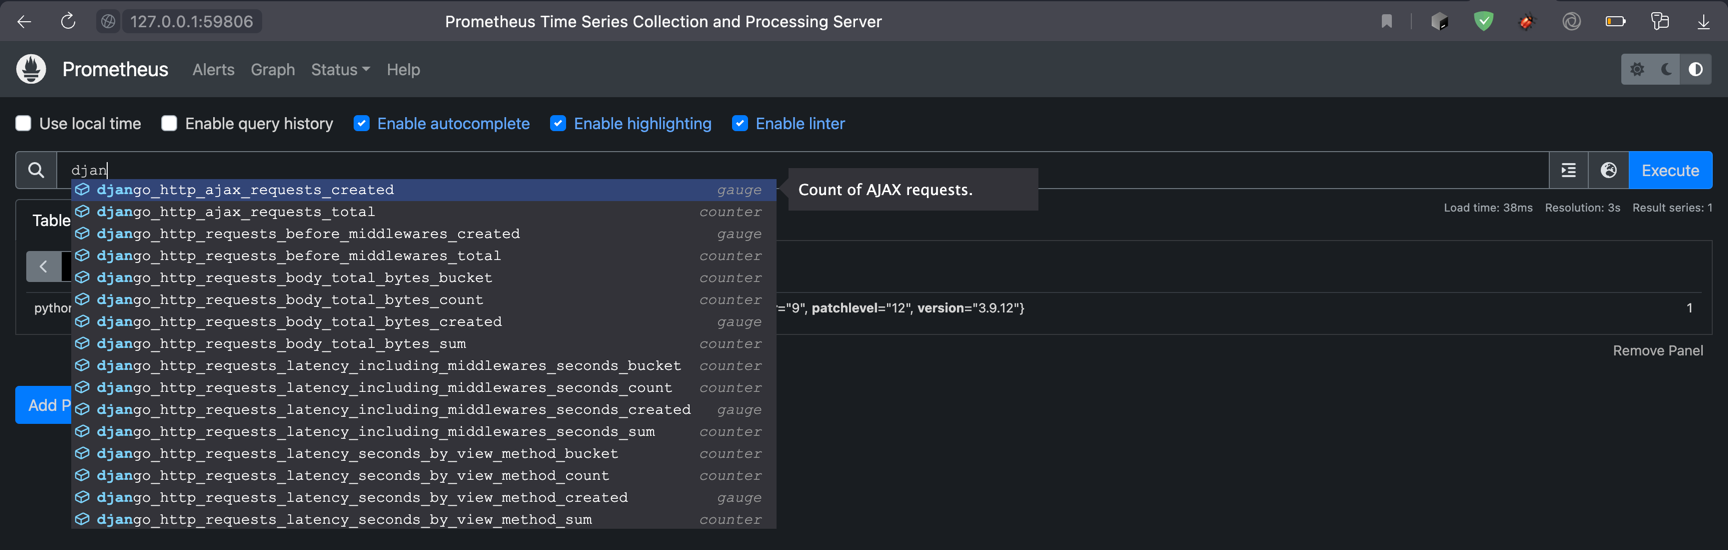 127.0.0.1:59806 Prometheus Time Series Collection and Processing Server
Prometheus Alerts Graph Status Help
Use local time Enable query history Enable autocomplete Enable highlighting Enable linter
djan Execute
django_http_ajax_requests_created gauge Count of AJAX requests.
django_http_ajax_requests_total counter
Load time: 38ms Resolution: 3s Result series: 1
Table
django_http_requests_before_middlewares_created gauge
django_http_requests_before_middlewares_total counter
django_http_requests_body_total_bytes_bucket counter
django_http_requests_body_total_bytes_count counter
python ="9", patchlevel="12", version="3.9.12"} 1
django_http_requests_body_total_bytes_created gauge
django_http_requests_body_total_bytes_sum counter
Remove Panel
django_http_requests_latency_including_middlewares_seconds_bucket counter
django_http_requests_latency_including_middlewares_seconds_count counter
Add P
django_http_requests_latency_including_middlewares_seconds_created gauge
django_http_requests_latency_including_middlewares_seconds_sum counter
django_http_requests_latency_seconds_by_view_method_bucket counter
django_http_requests_latency_seconds_by_view_method_count counter
django_http_requests_latency_seconds_by_view_method_created gauge
django_http_requests_latency_seconds_by_view_method_sum counter